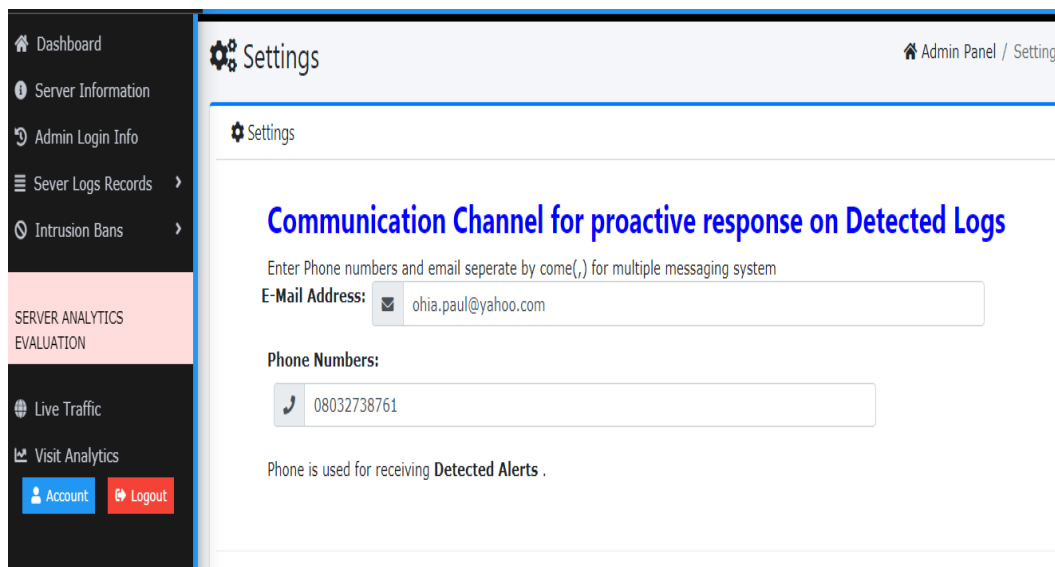 Dashboard
Server Information
Admin Login Info
Sever Logs Records
Intrusion Bans
SERVER ANALYTICS
EVALUATION
Live Traffic
Visit Analytics
Account
Logout
Settings
Admin Panel / Setting
Settings
Communication Channel for proactive response on Detected Logs
Enter Phone numbers and email seperate by come(,) for multiple messaging system
E-Mail Address:
ohia.paul@yahoo.com
Phone Numbers:
08032738761
Phone is used for receiving Detected Alerts .